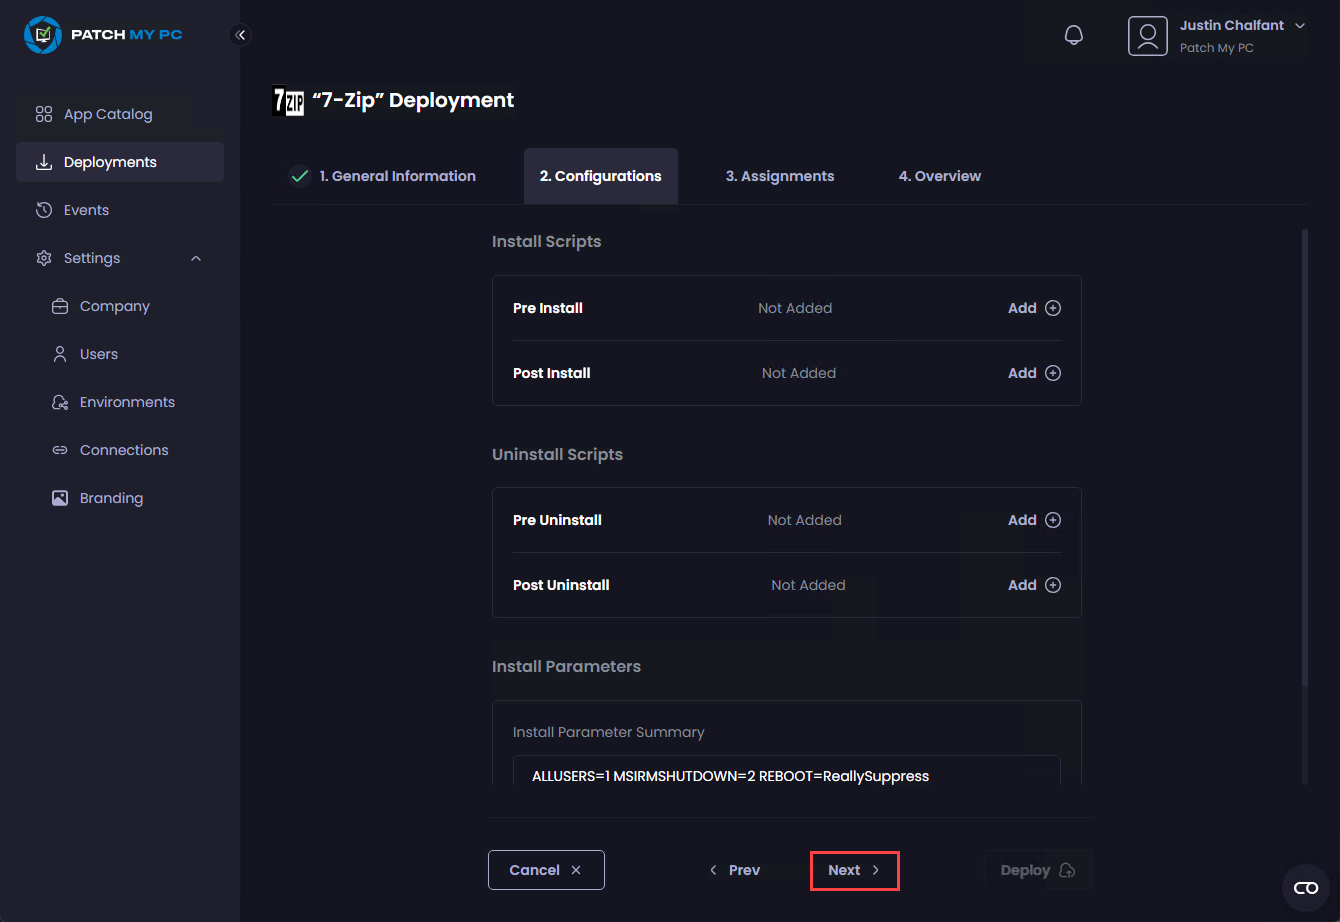 PATCH MY PC
Justin Chalfant
Patch My PC
7ZIP “7-Zip” Deployment
App Catalog
Deployments
Events
Settings
Company
Users
Environments
Connections
Branding
1. General Information
2. Configurations
3. Assignments
4. Overview
Install Scripts
Pre Install Not Added Add
Post Install Not Added Add
Uninstall Scripts
Pre Uninstall Not Added Add
Post Uninstall Not Added Add
Install Parameters
Install Parameter Summary
ALLUSERS=1 MSIRMSHUTDOWN=2 REBOOT=ReallySuppress
Cancel
Prev
Next
Deploy